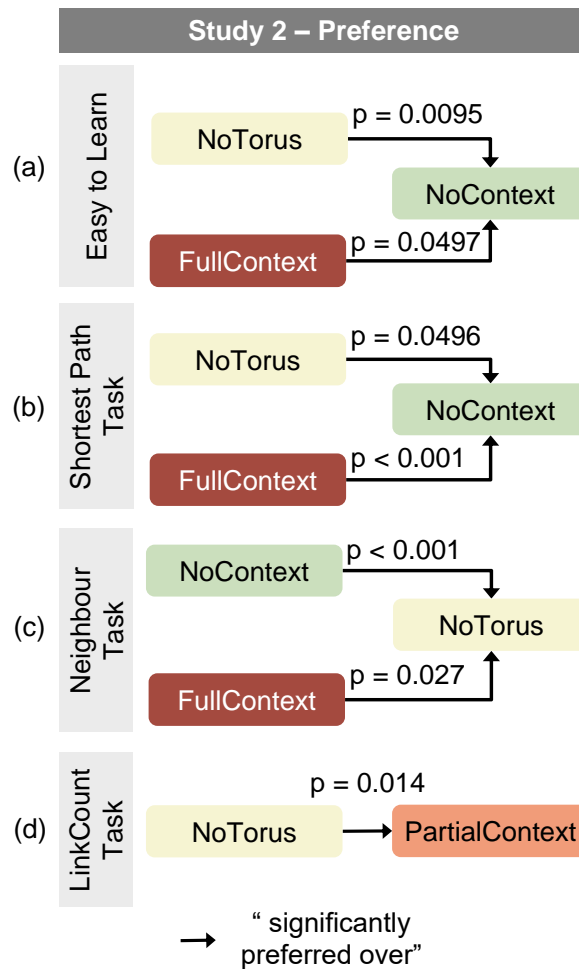 Study 2 – Preference
(a)
Easy to Learn
NoTorus
p = 0.0095
NoContext
FullContext
p = 0.0497
(b)
Shortest Path
Task
NoTorus
p = 0.0496
NoContext
FullContext
p < 0.001
(c)
Neighbour
Task
NoContext
p < 0.001
NoTorus
FullContext
p = 0.027
(d)
LinkCount
Task
p = 0.014
NoTorus
PartialContext
“ significantly
preferred over”